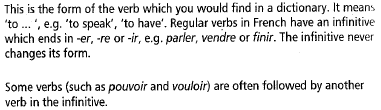 This is the form of the verb which you would find in a dictionary. It means
'to ... ', e.g. 'to speak', 'to have'. Regular verbs in French have an infinitive
which ends in -er, -re or -ir, e.g. parler, vendre or finir. The infinitive never
changes its form.
Some verbs (such as pouvoir and vouloir) are often followed by another
verb in the infinitive.